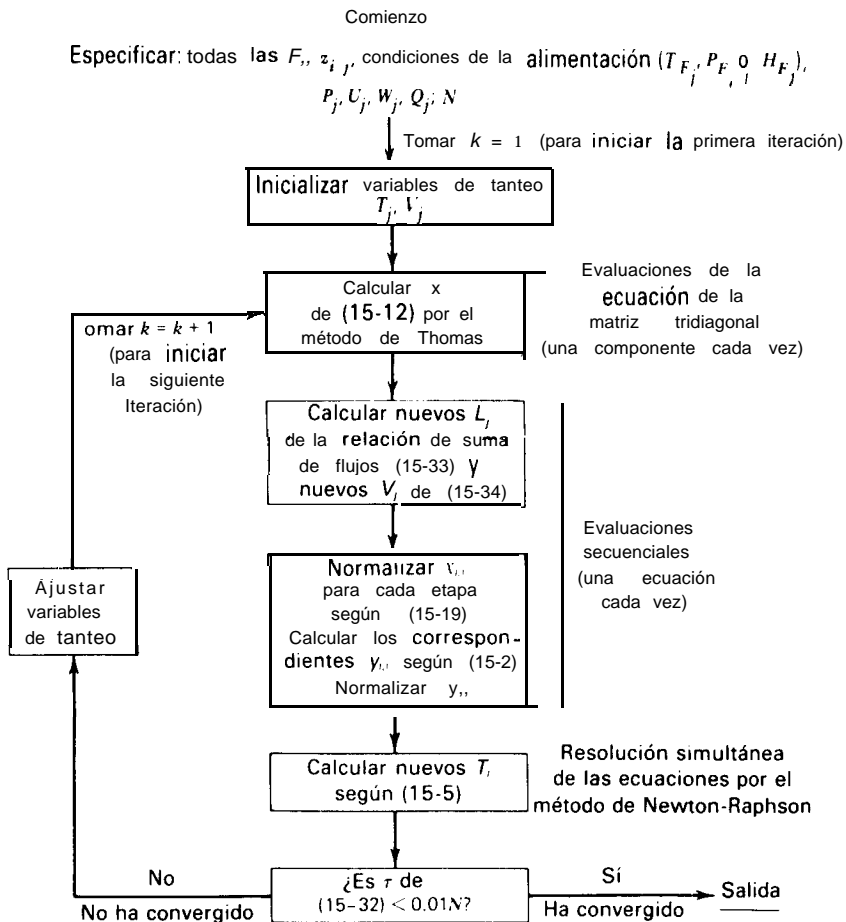 Comienzo
Especificar: todas las F,, z i j, condiciones de la alimentación (T F j, P F j o H F j),
P j, U j, W j, Q j; N
Tomar k = 1 (para iniciar la primera iteración)
Inicializar variables de tanteo
T j, V j
Calcular x
de (15-12) por el
método de Thomas
Evaluaciones de la
ecuación de la
matriz tridiagonal
(una componente cada vez)
omar k = k + 1
(para iniciar
la siguiente
Iteración)
Calcular nuevos L j
de la relación de suma
de flujos (15-33) y
nuevos V j de (15-34)
Evaluaciones
secuenciales
(una ecuación
cada vez)
Normalizar x i,j
para cada etapa
según (15-19)
Calcular los correspon-
dientes y i,j según (15-2)
Normalizar y,,
Ajustar
variables
de tanteo
Calcular nuevos T j
según (15-5)
Resolución simultánea
de las ecuaciones por el
método de Newton-Raphson
No
No ha convergido
¿Es τ de
(15-32) < 0.01N?
Sí
Ha convergido
Salida